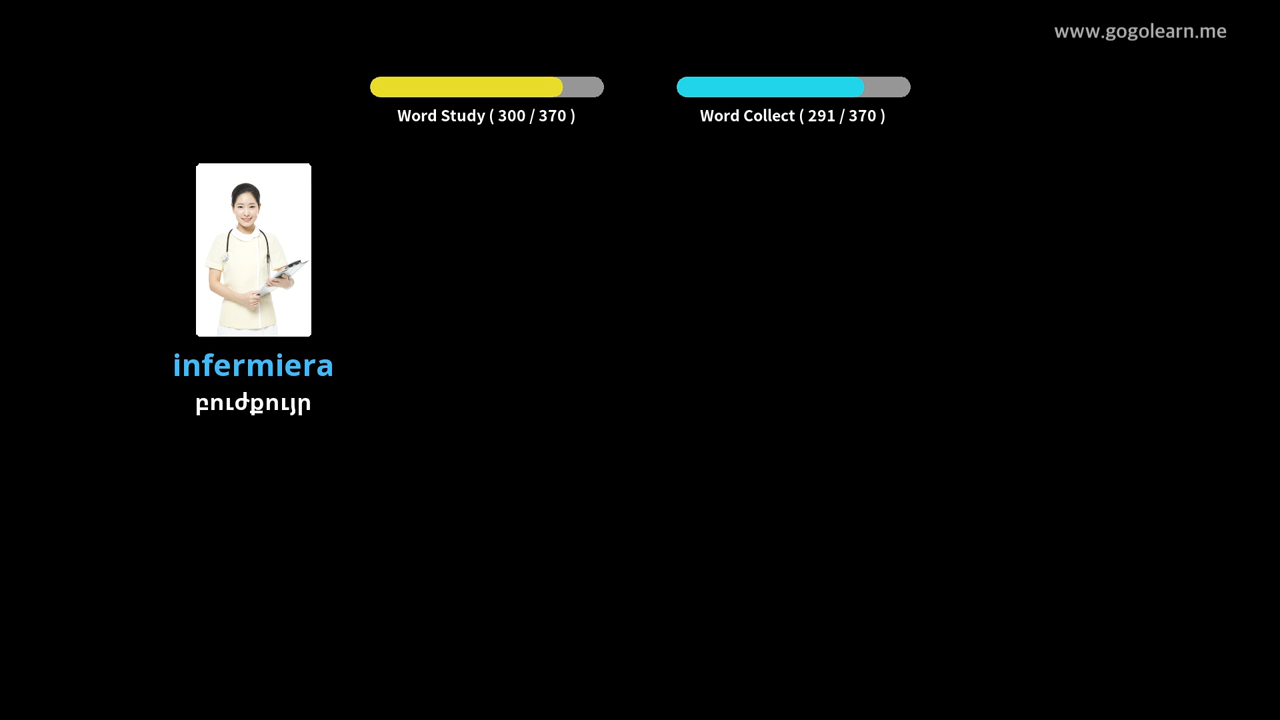 www.gogolearn.me
Word Study ( 300 / 370 )
Word Collect ( 291 / 370 )
infermiera
բուժքույր